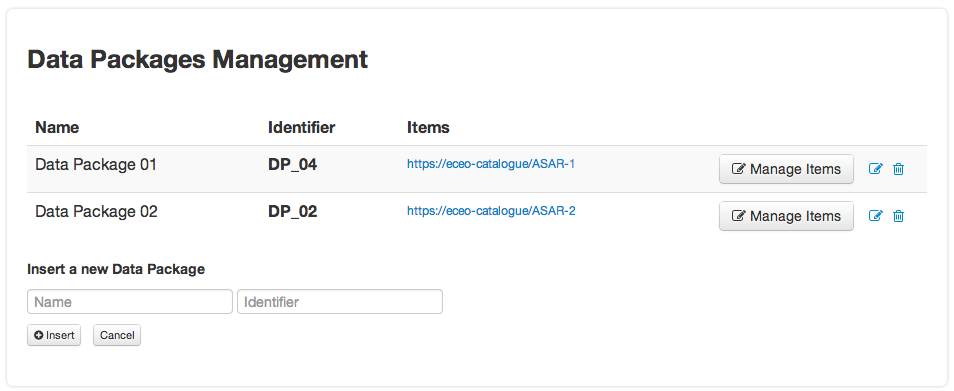 Data Packages Management
Name Identifier Items
Data Package 01 DP_04 https://eceo-catalogue/ASAR-1 Manage Items
Data Package 02 DP_02 https://eceo-catalogue/ASAR-2 Manage Items
Insert a new Data Package
Name Identifier
Insert Cancel